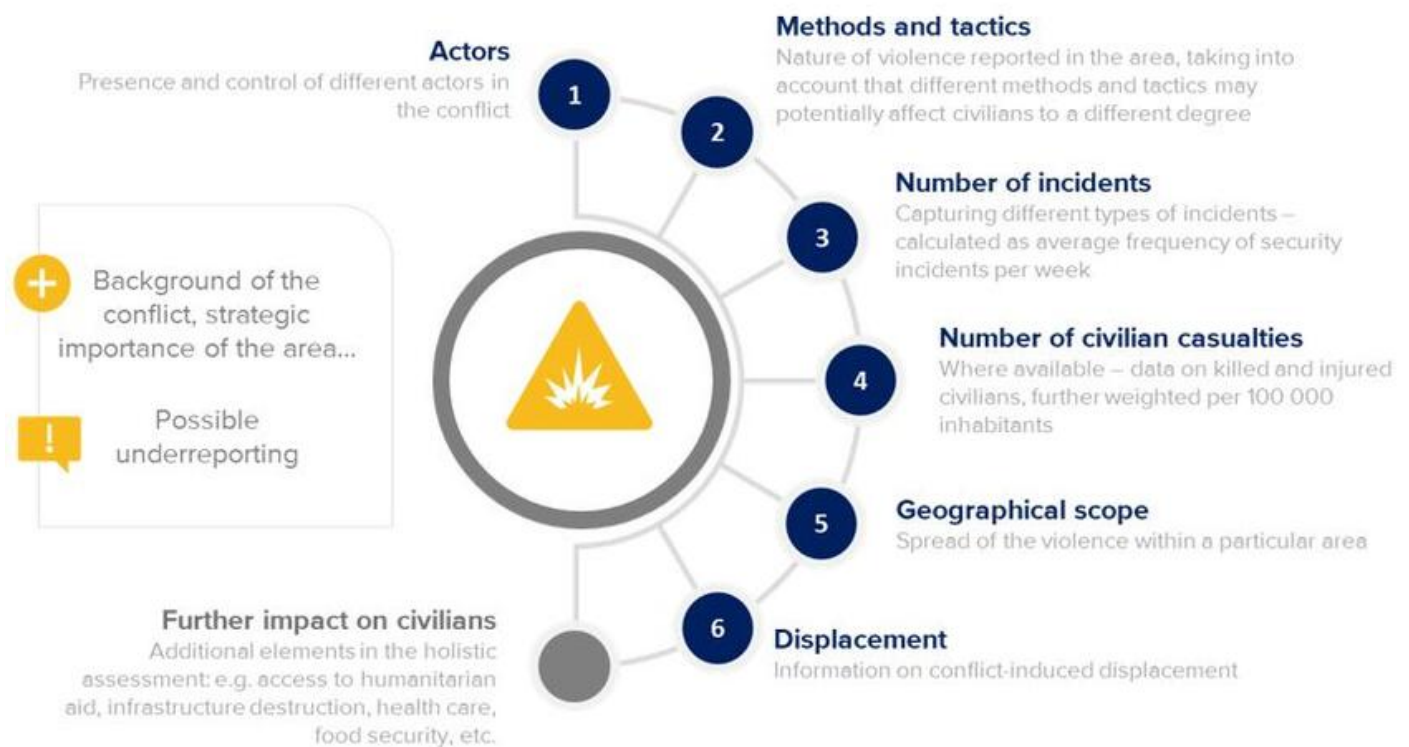 Actors
Presence and control of different actors in
the conflict
1
Methods and tactics
Nature of violence reported in the area, taking into
account that different methods and tactics may
potentially affect civilians to a different degree
2
Number of incidents
Capturing different types of incidents –
calculated as average frequency of security
incidents per week
3
Number of civilian casualties
Where available – data on killed and injured
civilians, further weighted per 100 000
inhabitants
4
Geographical scope
Spread of the violence within a particular area
5
Displacement
Information on conflict-induced displacement
6
Further impact on civilians
Additional elements in the holistic
assessment: e.g. access to humanitarian
aid, infrastructure destruction, health care,
food security, etc.
+
Background of the
conflict, strategic
importance of the area...
!
Possible
underreporting